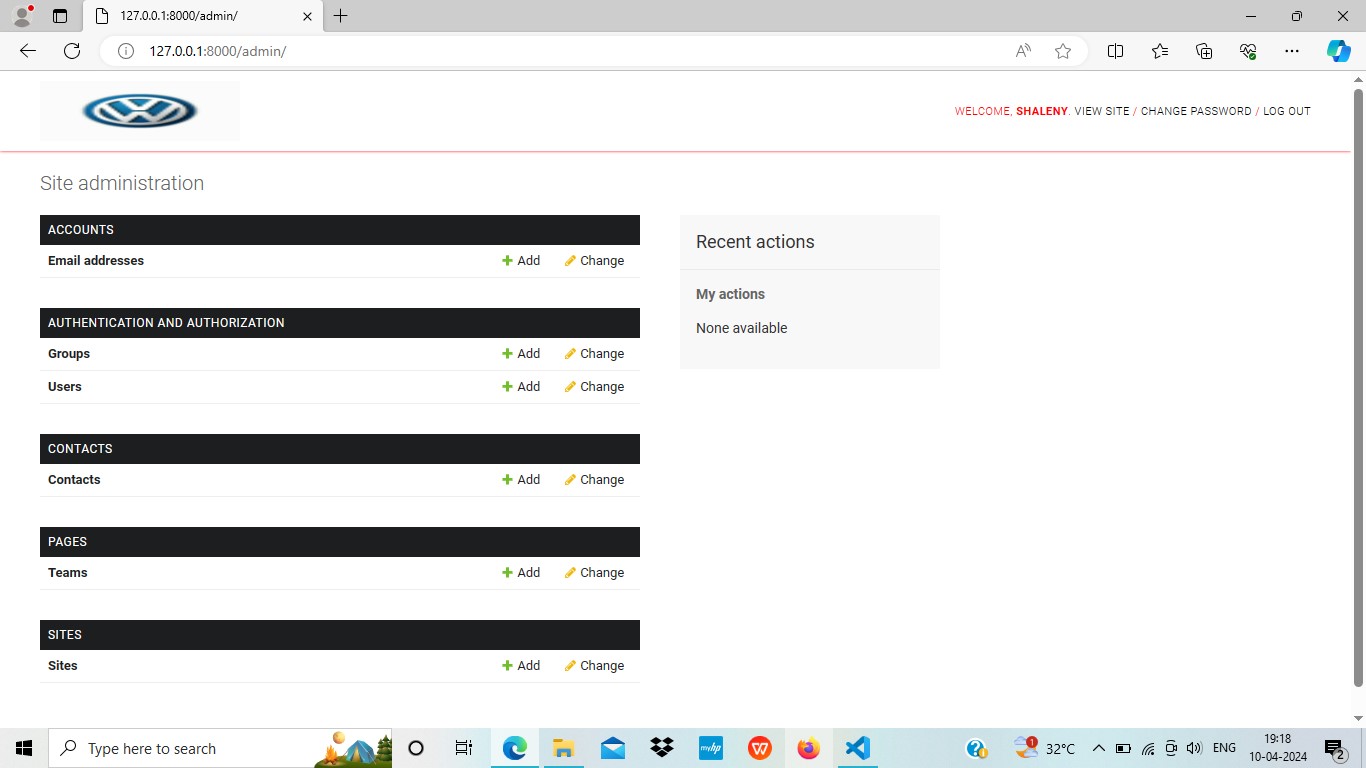 127.0.0.1:8000/admin/
127.0.0.1:8000/admin/
WELCOME, SHALENY. VIEW SITE / CHANGE PASSWORD / LOG OUT
Site administration
ACCOUNTS
Email addresses Add Change
AUTHENTICATION AND AUTHORIZATION
Groups Add Change
Users Add Change
CONTACTS
Contacts Add Change
PAGES
Teams Add Change
SITES
Sites Add Change
Recent actions
My actions
None available
Type here to search
myhp
W
1
32°C
ENG
19:18
10-04-2024
2